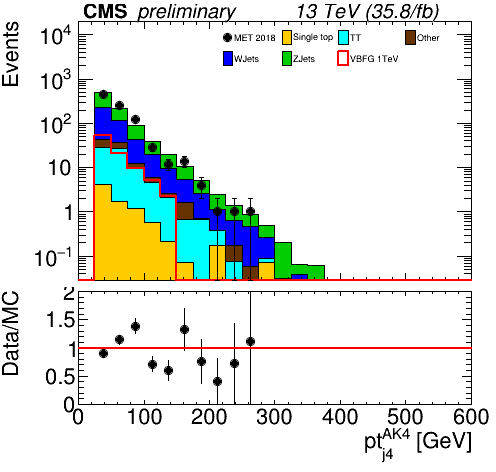 CMS preliminary 13 TeV (35.8/fb)
MET 2018 Single top TT Other
WJets ZJets VBFG 1TeV
Events
10^4
10^3
10^2
10
1
10^-1
Data/MC
2
1.5
1
0.5
0
0 100 200 300 400 500 600
pt_j4^AK4 [GeV]